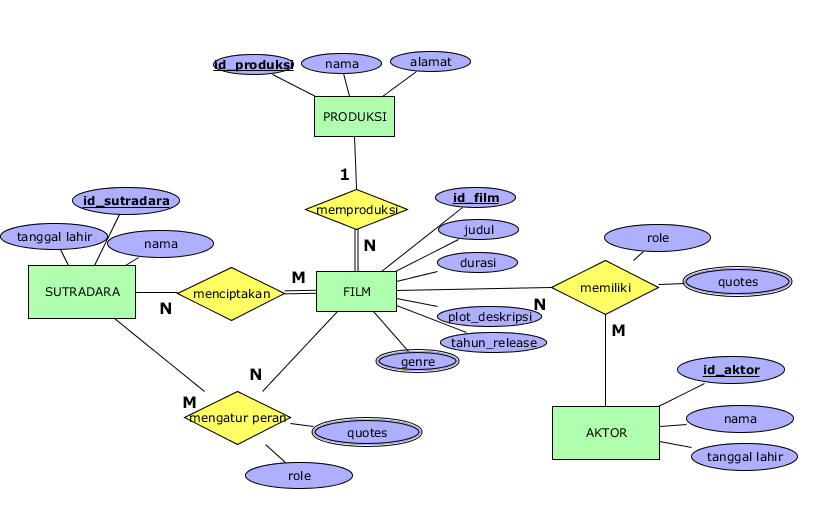 id_produksi
nama
alamat
PRODUKSI
1
memproduksi
N
id_sutradara
tanggal lahir
nama
SUTRADARA
N
menciptakan
M
FILM
id_film
judul
durasi
plot_deskripsi
tahun_release
genre
N
role
memiliki
quotes
M
id_aktor
AKTOR
nama
tanggal lahir
N
M
mengatur peran
quotes
role